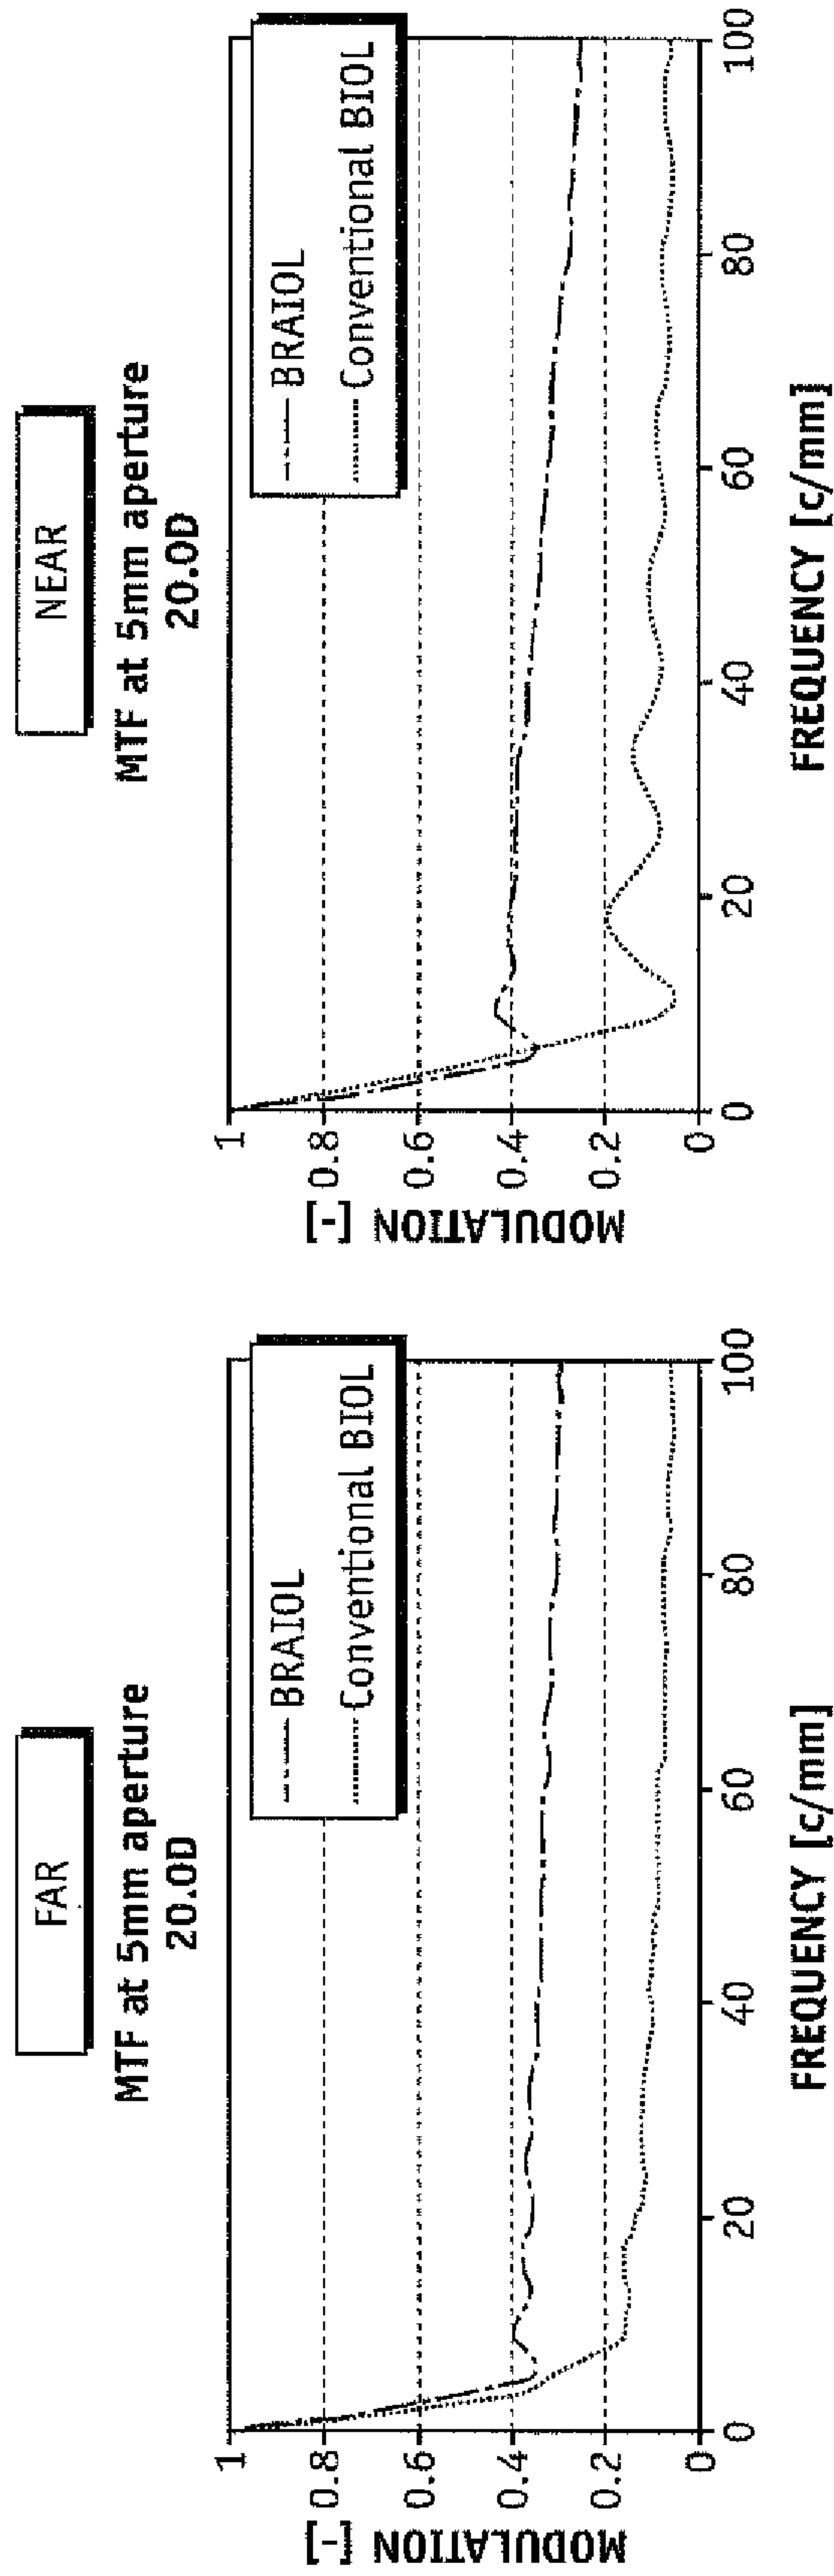 FAR
MTF at 5mm aperture
20.0D
MODULATION [-]
1
0.8
0.6
0.4
0.2
0
BRAIOL
Conventional BIOL
0
20
40
60
80
100
FREQUENCY [c/mm]
NEAR
MTF at 5mm aperture
20.0D
MODULATION [-]
1
0.8
0.6
0.4
0.2
0
BRAIOL
Conventional BIOL
0
20
40
60
80
100
FREQUENCY [c/mm]